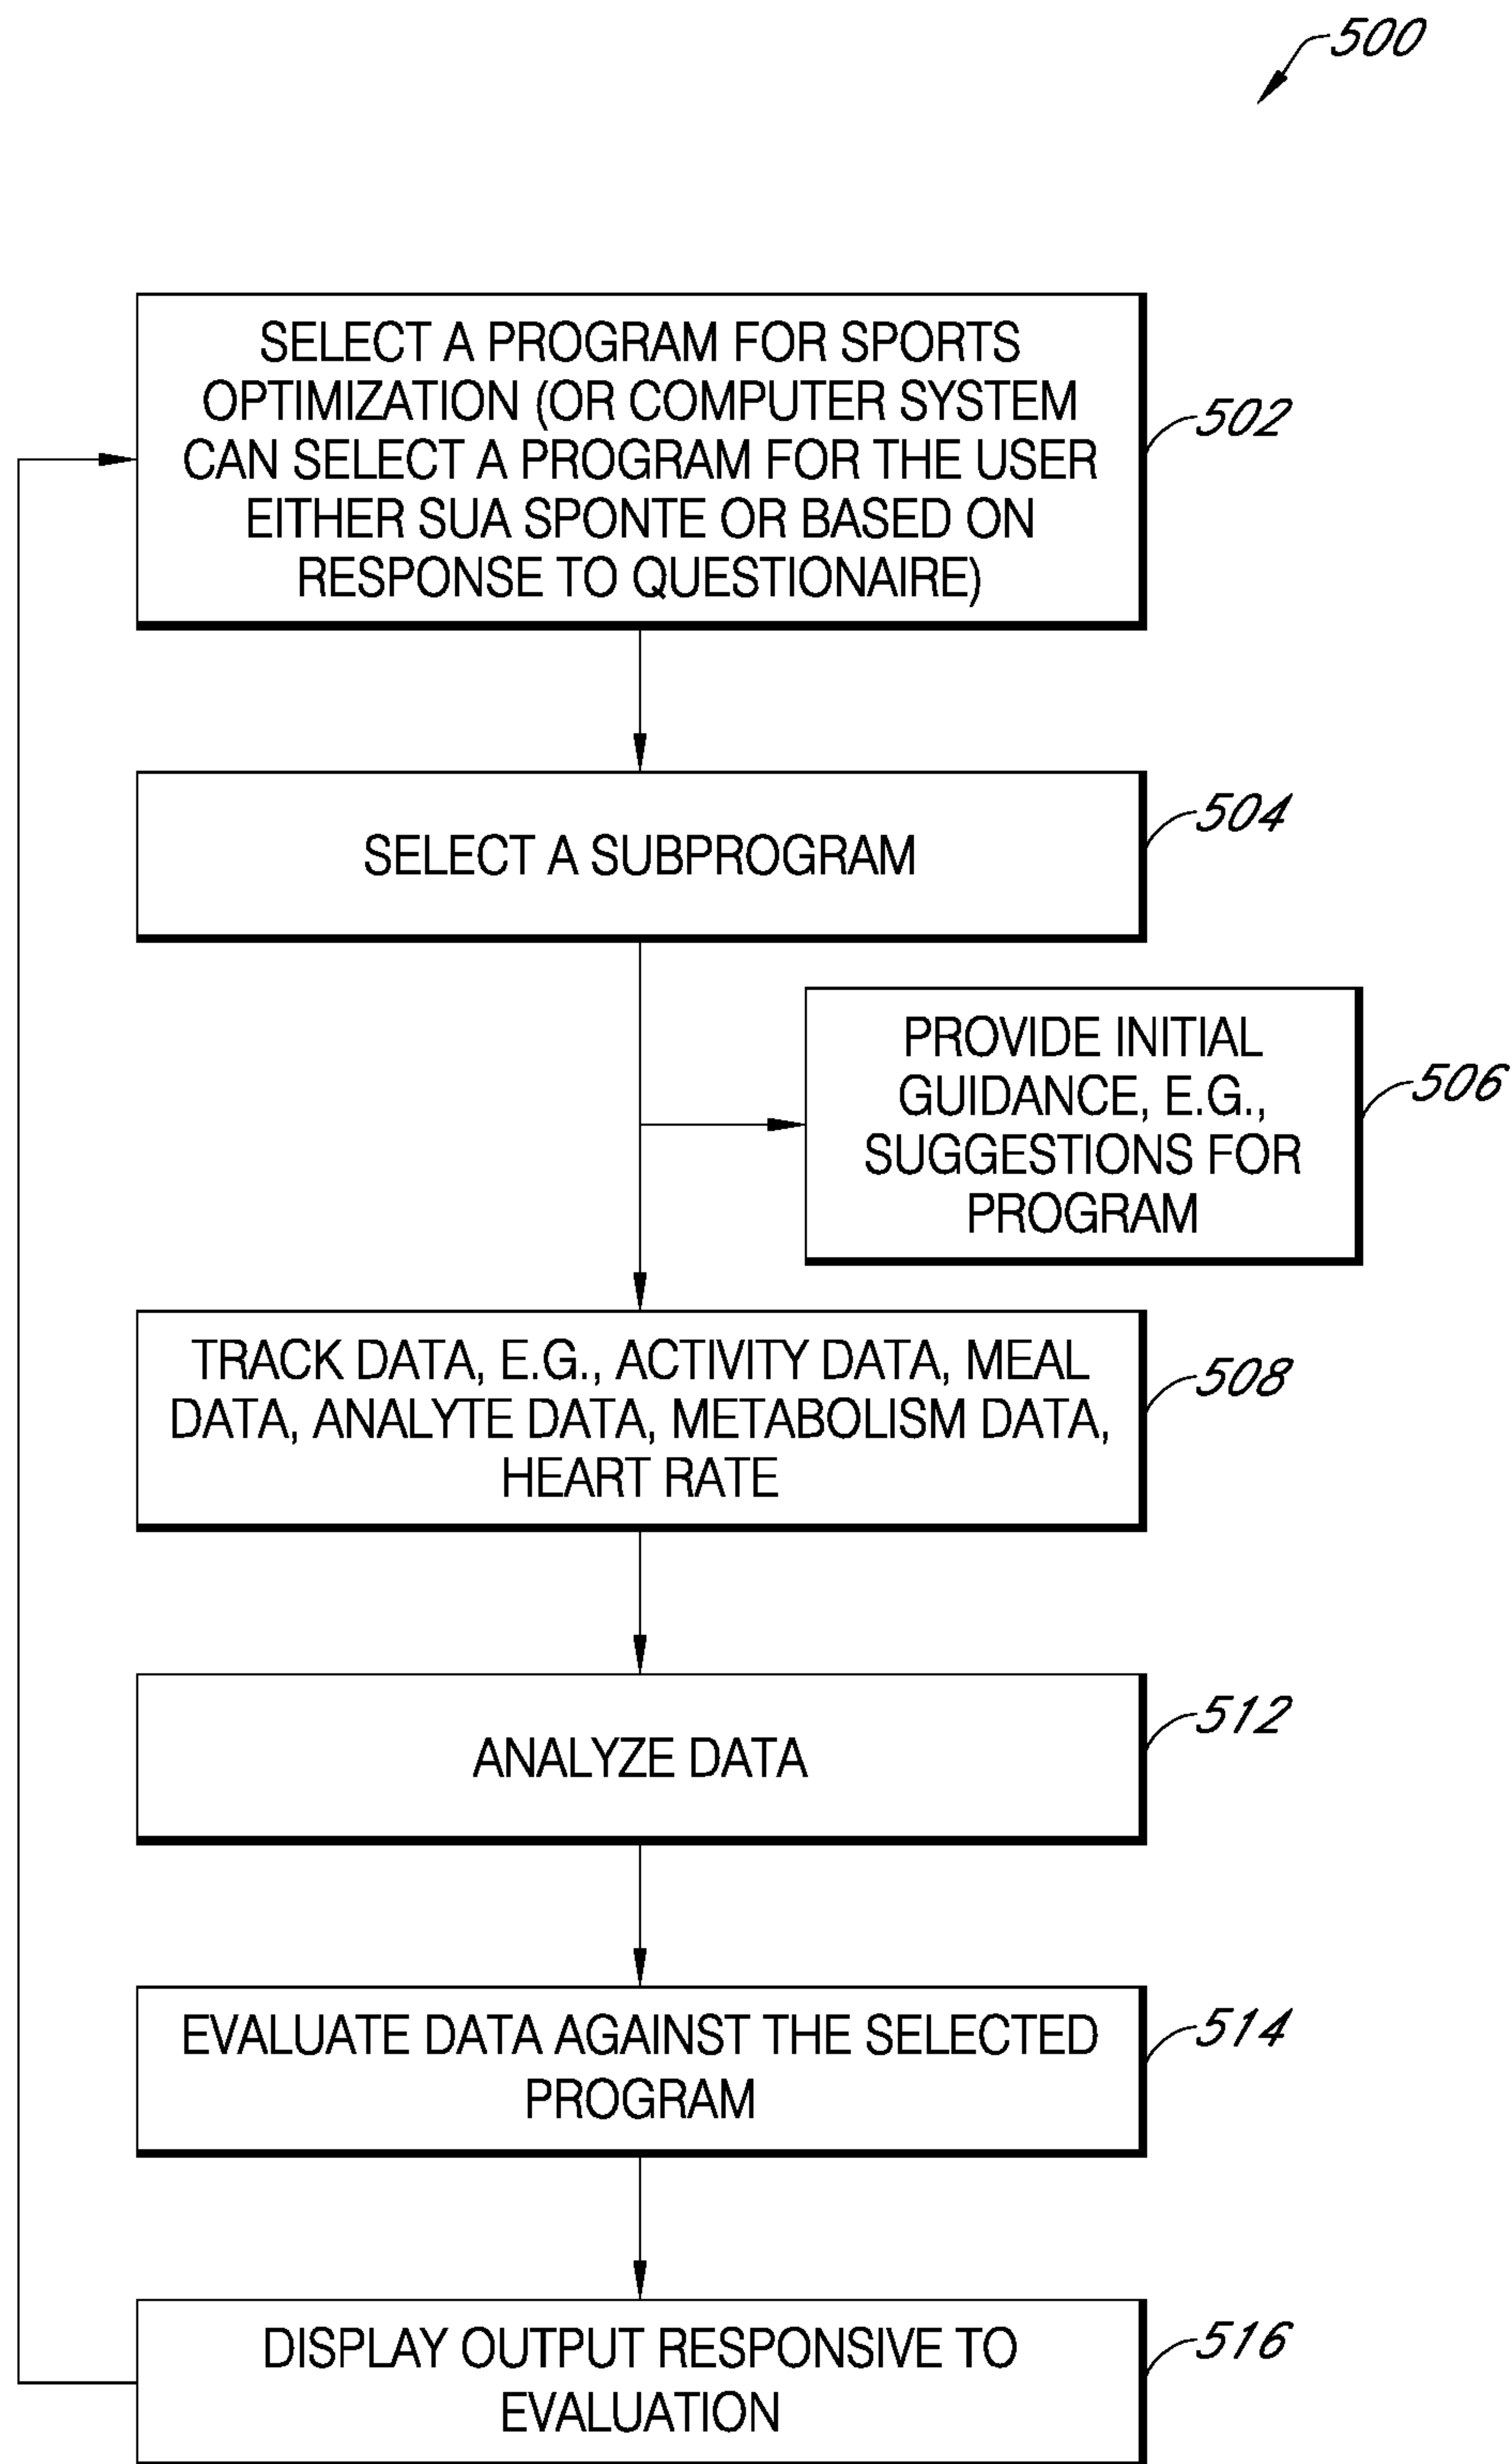 500
SELECT A PROGRAM FOR SPORTS
OPTIMIZATION (OR COMPUTER SYSTEM
CAN SELECT A PROGRAM FOR THE USER
EITHER SUA SPONTE OR BASED ON
RESPONSE TO QUESTIONAIRE)
502
SELECT A SUBPROGRAM
504
PROVIDE INITIAL
GUIDANCE, E.G.,
SUGGESTIONS FOR
PROGRAM
506
TRACK DATA, E.G., ACTIVITY DATA, MEAL
DATA, ANALYTE DATA, METABOLISM DATA,
HEART RATE
508
ANALYZE DATA
512
EVALUATE DATA AGAINST THE SELECTED
PROGRAM
514
DISPLAY OUTPUT RESPONSIVE TO
EVALUATION
516